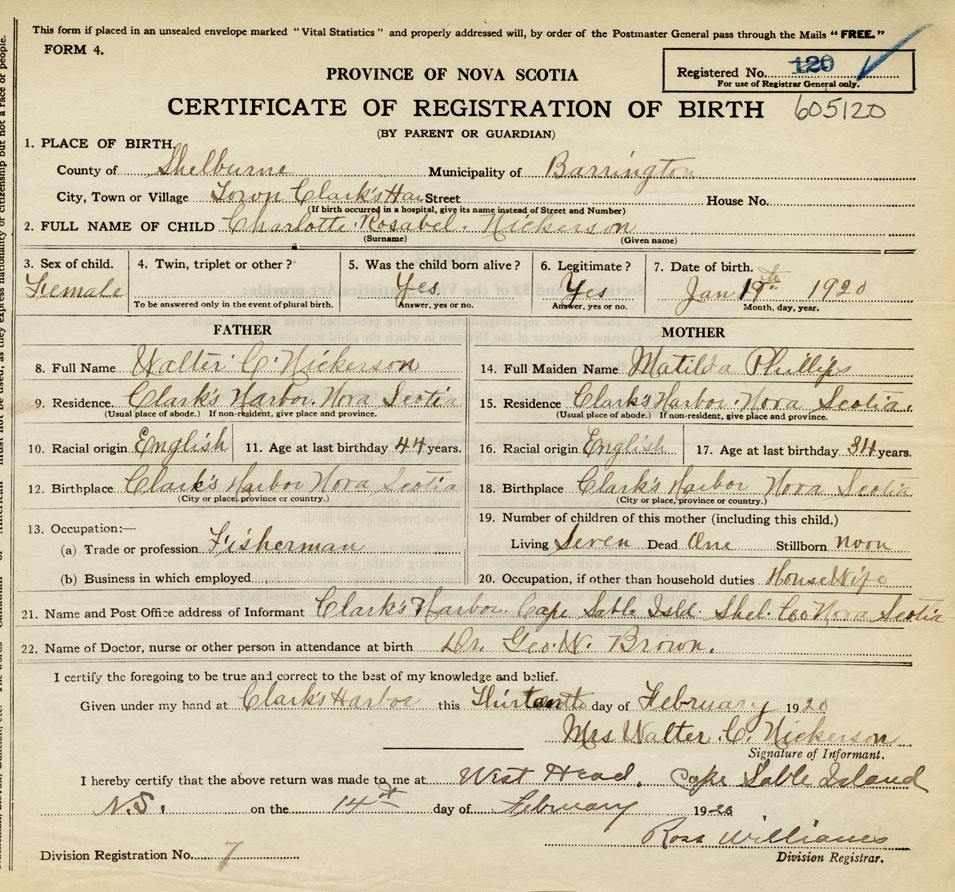 This form if placed in an unsealed envelope marked "Vital Statistics" and properly addressed will, by order of the Postmaster General pass through the Mails "FREE."
FORM 4.
Registered No. 120
For use of Registrar General only.
PROVINCE OF NOVA SCOTIA
CERTIFICATE OF REGISTRATION OF BIRTH 605120
(BY PARENT OR GUARDIAN)
1. PLACE OF BIRTH.
County of Shelburne Municipality of Barrington
City, Town or Village Town Clark's Har Street House No.
(If birth occurred in a hospital, give its name instead of Street and Number)
2. FULL NAME OF CHILD Charlotte Rosabel. Nickerson
(Surname) (Given name)
3. Sex of child. 4. Twin, triplet or other? 5. Was the child born alive? 6. Legitimate? 7. Date of birth.
Female Yes. Yes Jan 19th 1920
To be answered only in the event of plural birth. Answer, yes or no. Answer, yes or no. Month, day, year.
FATHER MOTHER
8. Full Name Walter C. Nickerson 14. Full Maiden Name Matilda Phillips
9. Residence. Clark's Harbor. Nova Scotia 15. Residence Clark's Harbor. Nova Scotia.
(Usual place of abode.) If non-resident, give place and province. (Usual place of abode.) If non-resident, give place and province.
10. Racial origin English 11. Age at last birthday 44 years. 16. Racial origin English 17. Age at last birthday 34 years.
12. Birthplace Clark's Harbor Nova Scotia 18. Birthplace Clark's Harbor Nova Scotia
(City or place, province or country.) (City or place, province or country.)
13. Occupation:— 19. Number of children of this mother (including this child.)
(a) Trade or profession Fisherman Living Seven Dead One Stillborn noon
(b) Business in which employed 20. Occupation, if other than household duties House Wife
21. Name and Post Office address of Informant Clark's Harbor Cape Sable Isld. Shel. Co Nova Scotia
22. Name of Doctor, nurse or other person in attendance at birth Dr. Geo. W. Brown.
I certify the foregoing to be true and correct to the best of my knowledge and belief.
Given under my hand at Clark's Harbor this day of February 1920
Mrs Walter. C. Nickerson
Signature of Informant.
I hereby certify that the above return was made to me at West Head, Cape Sable Island
N.S. on the 14th day of February 1920
Ross Williams
Division Registrar.
Division Registration No. 7